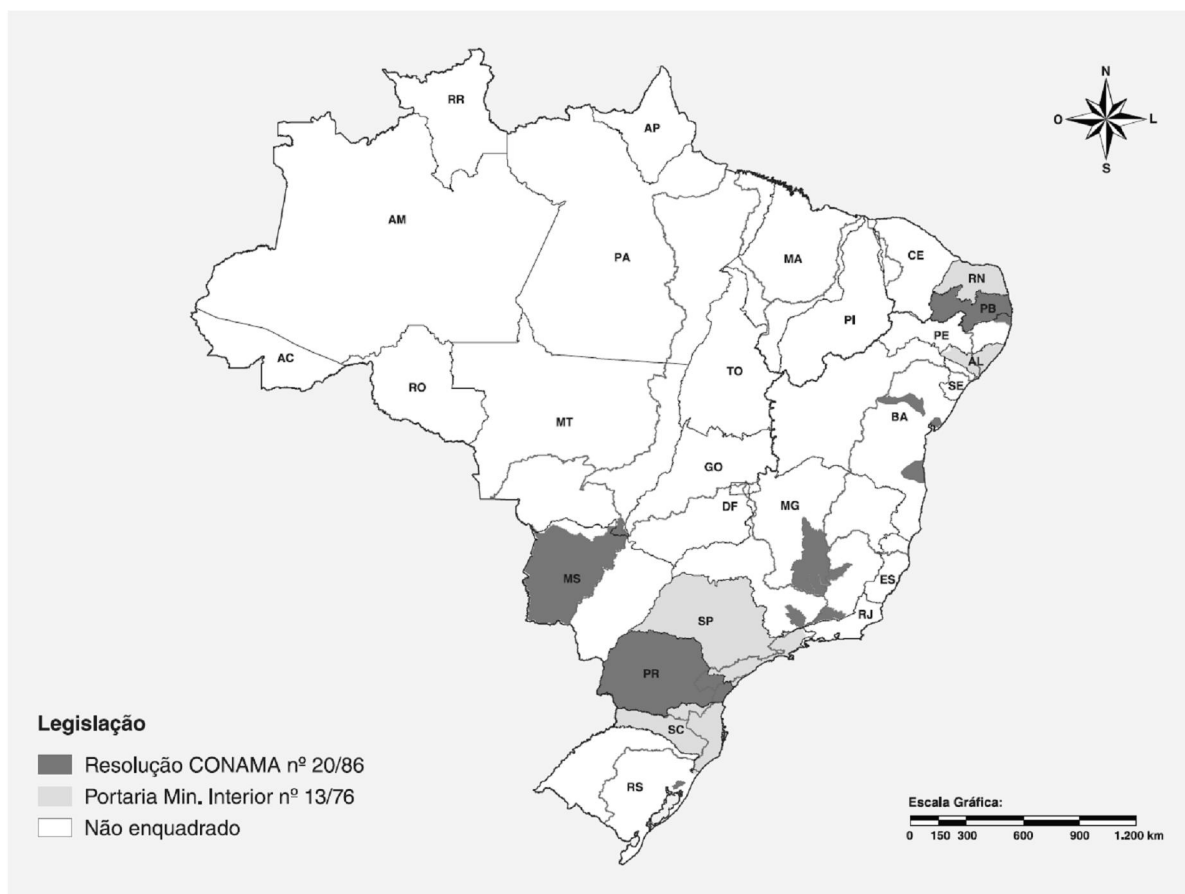 N
O L
S
RR
AP
AM
PA
MA
CE
RN
PB
PI
PE
AL
AC
TO
SE
RO
BA
MT
GO
DF
MG
MS
ES
SP
RJ
PR
SC
RS
Legislação
Resolução CONAMA nº 20/86
Portaria Min. Interior nº 13/76
Não enquadrado
Escala Gráfica:
0 150 300 600 900 1.200 km